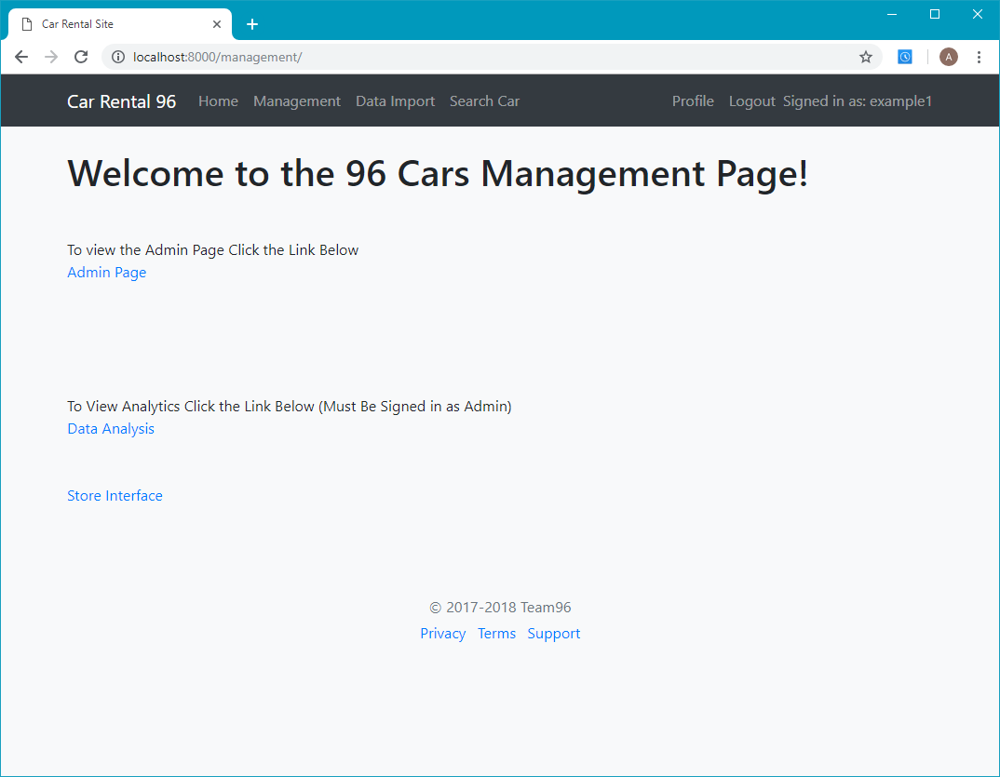 Car Rental Site
localhost:8000/management/
A
Car Rental 96 Home Management Data Import Search Car Profile Logout Signed in as: example1
Welcome to the 96 Cars Management Page!
To view the Admin Page Click the Link Below
Admin Page
To View Analytics Click the Link Below (Must Be Signed in as Admin)
Data Analysis
Store Interface
© 2017-2018 Team96
Privacy Terms Support